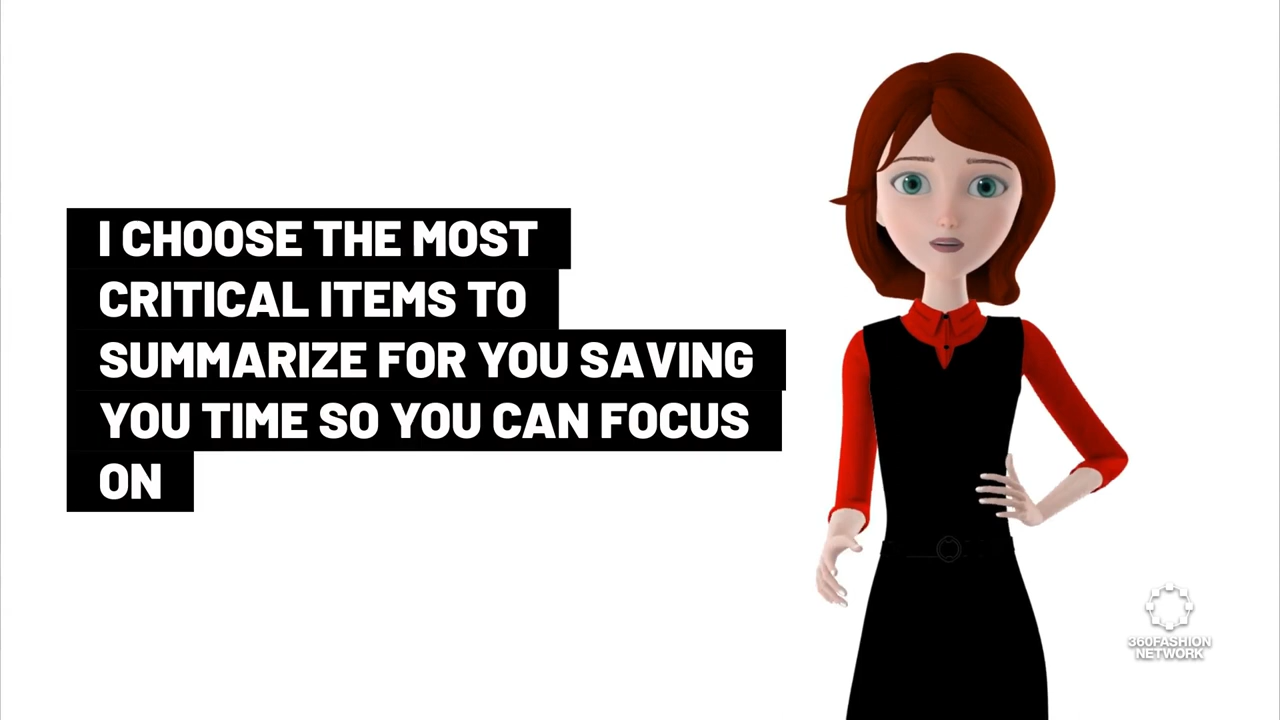 I CHOOSE THE MOST
CRITICAL ITEMS TO
SUMMARIZE FOR YOU SAVING
YOU TIME SO YOU CAN FOCUS
ON
360FASHION
NETWORK